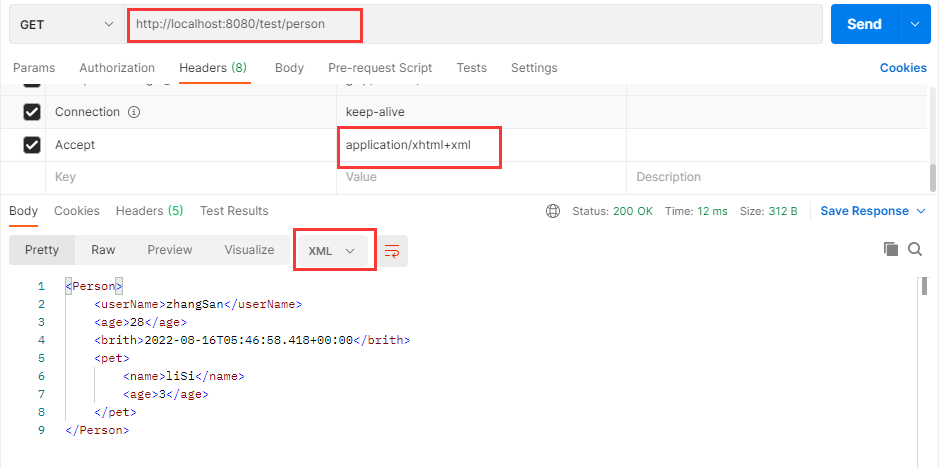 GET http://localhost:8080/test/person Send
Params Authorization Headers (8) Body Pre-request Script Tests Settings Cookies
Connection keep-alive
Accept application/xhtml+xml
Key Value Description
Body Cookies Headers (5) Test Results Status: 200 OK Time: 12 ms Size: 312 B Save Response
Pretty Raw Preview Visualize XML
1 <Person>
2 <userName>zhangSan</userName>
3 <age>28</age>
4 <brith>2022-08-16T05:46:58.418+00:00</brith>
5 <pet>
6 <name>liSi</name>
7 <age>3</age>
8 </pet>
9 </Person>